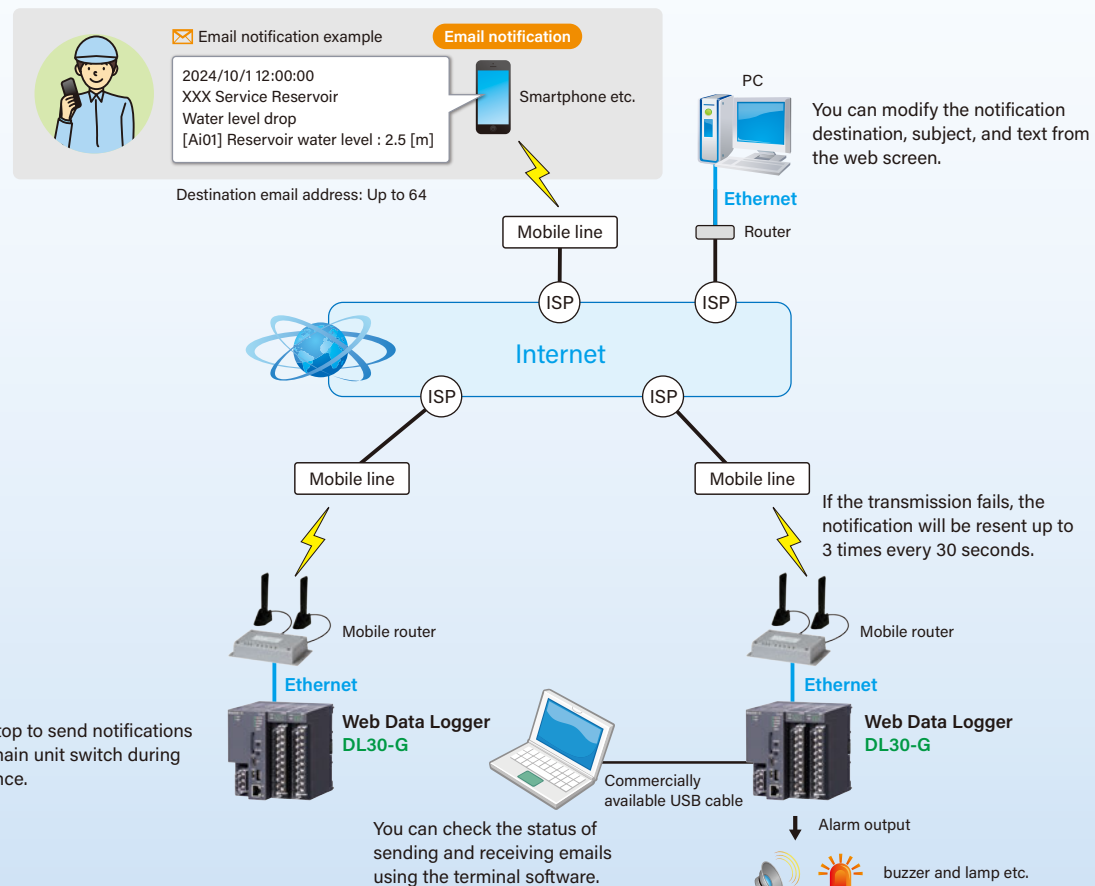 Email notification example
Email notification
2024/10/1 12:00:00
XXX Service Reservoir
Water level drop
[Ai01] Reservoir water level : 2.5 [m]
Smartphone etc.
Destination email address: Up to 64
PC
You can modify the notification
destination, subject, and text from
the web screen.
Ethernet
Router
Mobile line
ISP
ISP
Internet
ISP
ISP
Mobile line
Mobile line
If the transmission fails, the
notification will be resent up to
3 times every 30 seconds.
Mobile router
Mobile router
Ethernet
Ethernet
top to send notifications
unit switch during
Web Data Logger
DL30-G
Commercially
available USB cable
Web Data Logger
DL30-G
You can check the status of
sending and receiving emails
using the terminal software.
Alarm output
buzzer and lamp etc.